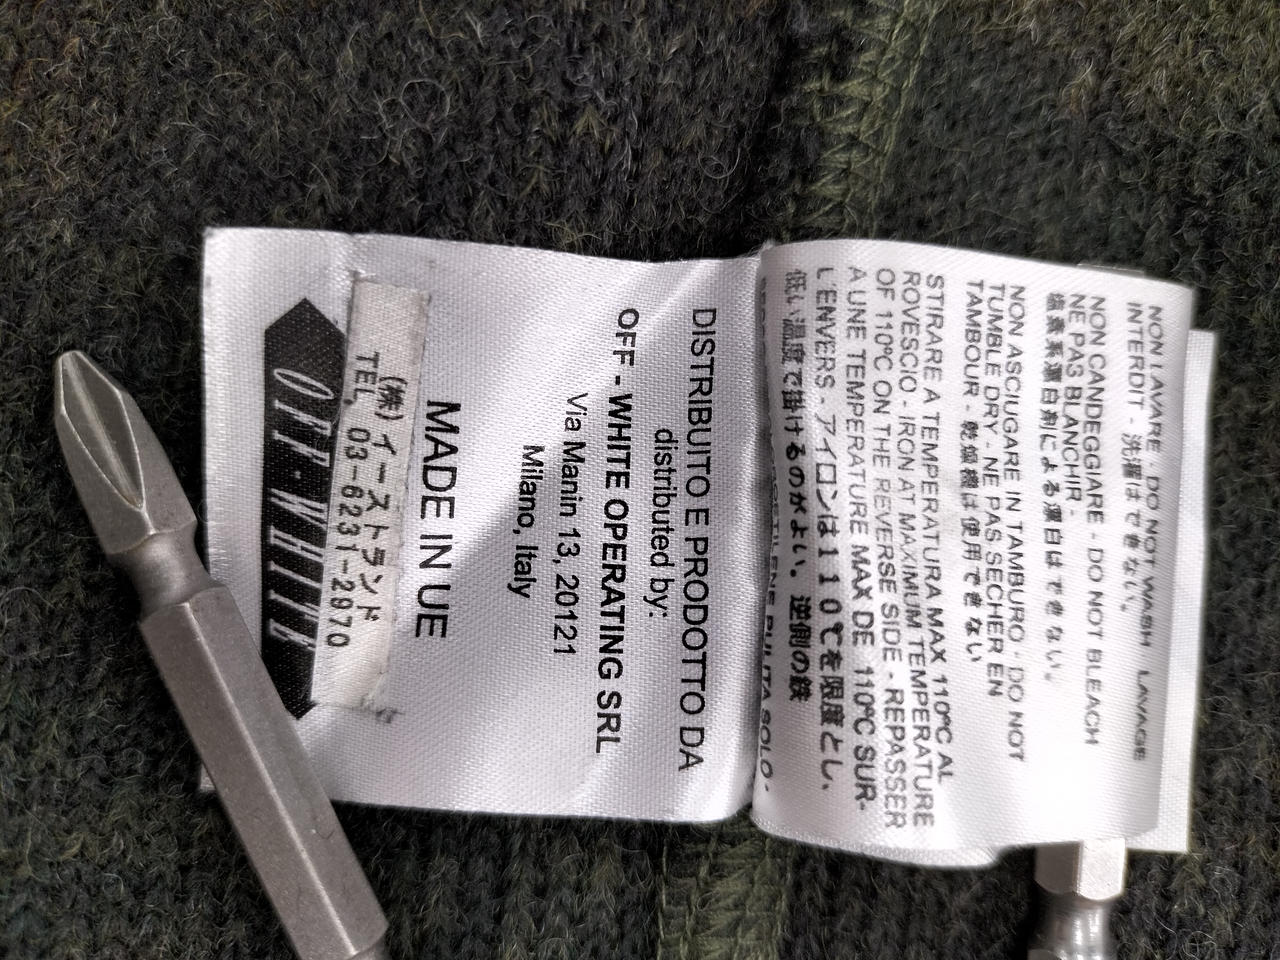 OFF-WHITE
(株) イーストランド
TEL, 03-6231-2970
MADE IN UE
DISTRIBUITO E PRODOTTO DA
distributed by:
OFF - WHITE OPERATING SRL
Via Manin 13, 20121
Milano, Italy
NON LAVARE - DO NOT WASH LAVAGE
INTERDIT - 洗濯はできない。
NON CANDEGGIARE - DO NOT BLEACH
NE PAS BLANCHIR -
塩素系漂白剤による漂白はできない。
NON ASCIUGARE IN TAMBURO - DO NOT
TUMBLE DRY - NE PAS SECHER EN
TAMBOUR - 乾燥機は使用できない
STIRARE A TEMPERATURA MAX 110ºC AL
ROVESCIO - IRON AT MAXIMUM TEMPERATURE
OF 110ºC ON THE REVERSE SIDE - REPASSER
A UNE TEMPERATURE MAX DE 110ºC SUR-
L'ENVERS - アイロンは110℃を限度とし、
低い温度で掛けるのがよい。 逆側の鉄
PULITA SOLO -